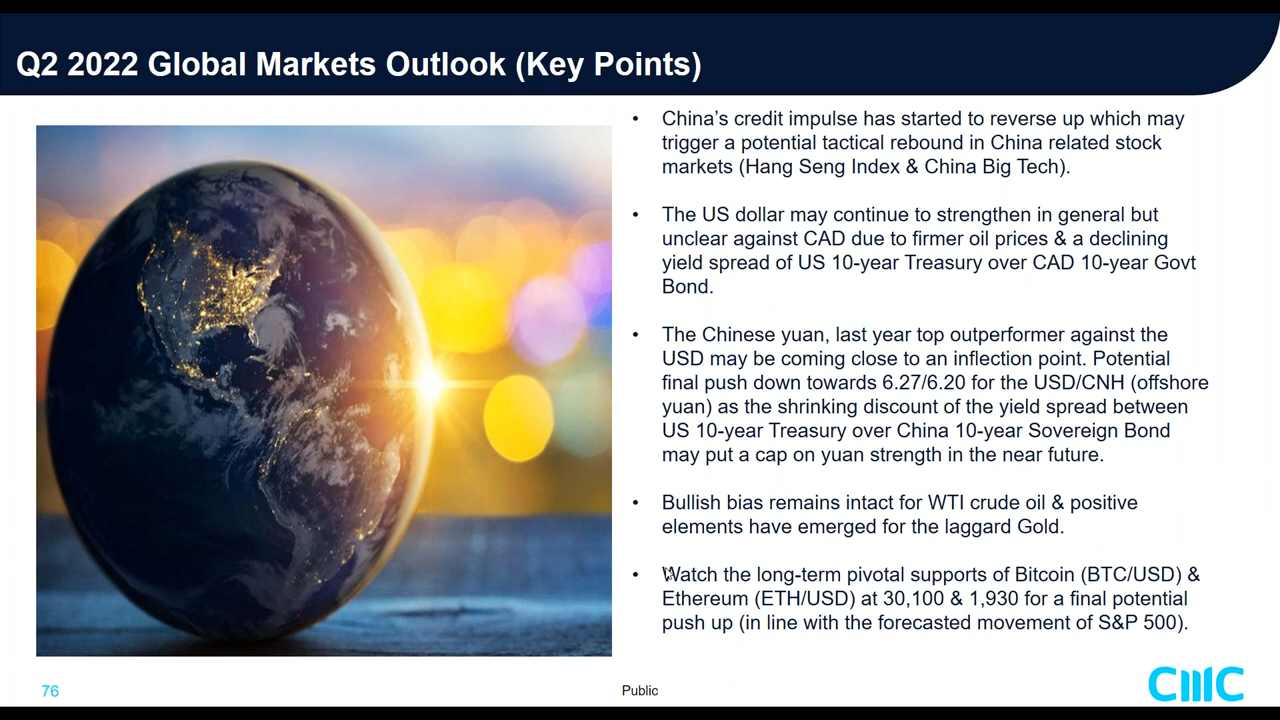 Q2 2022 Global Markets Outlook (Key Points)
• China’s credit impulse has started to reverse up which may
trigger a potential tactical rebound in China related stock
markets (Hang Seng Index & China Big Tech).
• The US dollar may continue to strengthen in general but
unclear against CAD due to firmer oil prices & a declining
yield spread of US 10-year Treasury over CAD 10-year Govt
Bond.
• The Chinese yuan, last year top outperformer against the
USD may be coming close to an inflection point. Potential
final push down towards 6.27/6.20 for the USD/CNH (offshore
yuan) as the shrinking discount of the yield spread between
US 10-year Treasury over China 10-year Sovereign Bond
may put a cap on yuan strength in the near future.
• Bullish bias remains intact for WTI crude oil & positive
elements have emerged for the laggard Gold.
• Watch the long-term pivotal supports of Bitcoin (BTC/USD) &
Ethereum (ETH/USD) at 30,100 & 1,930 for a final potential
push up (in line with the forecasted movement of S&P 500).
76
Public
CMC